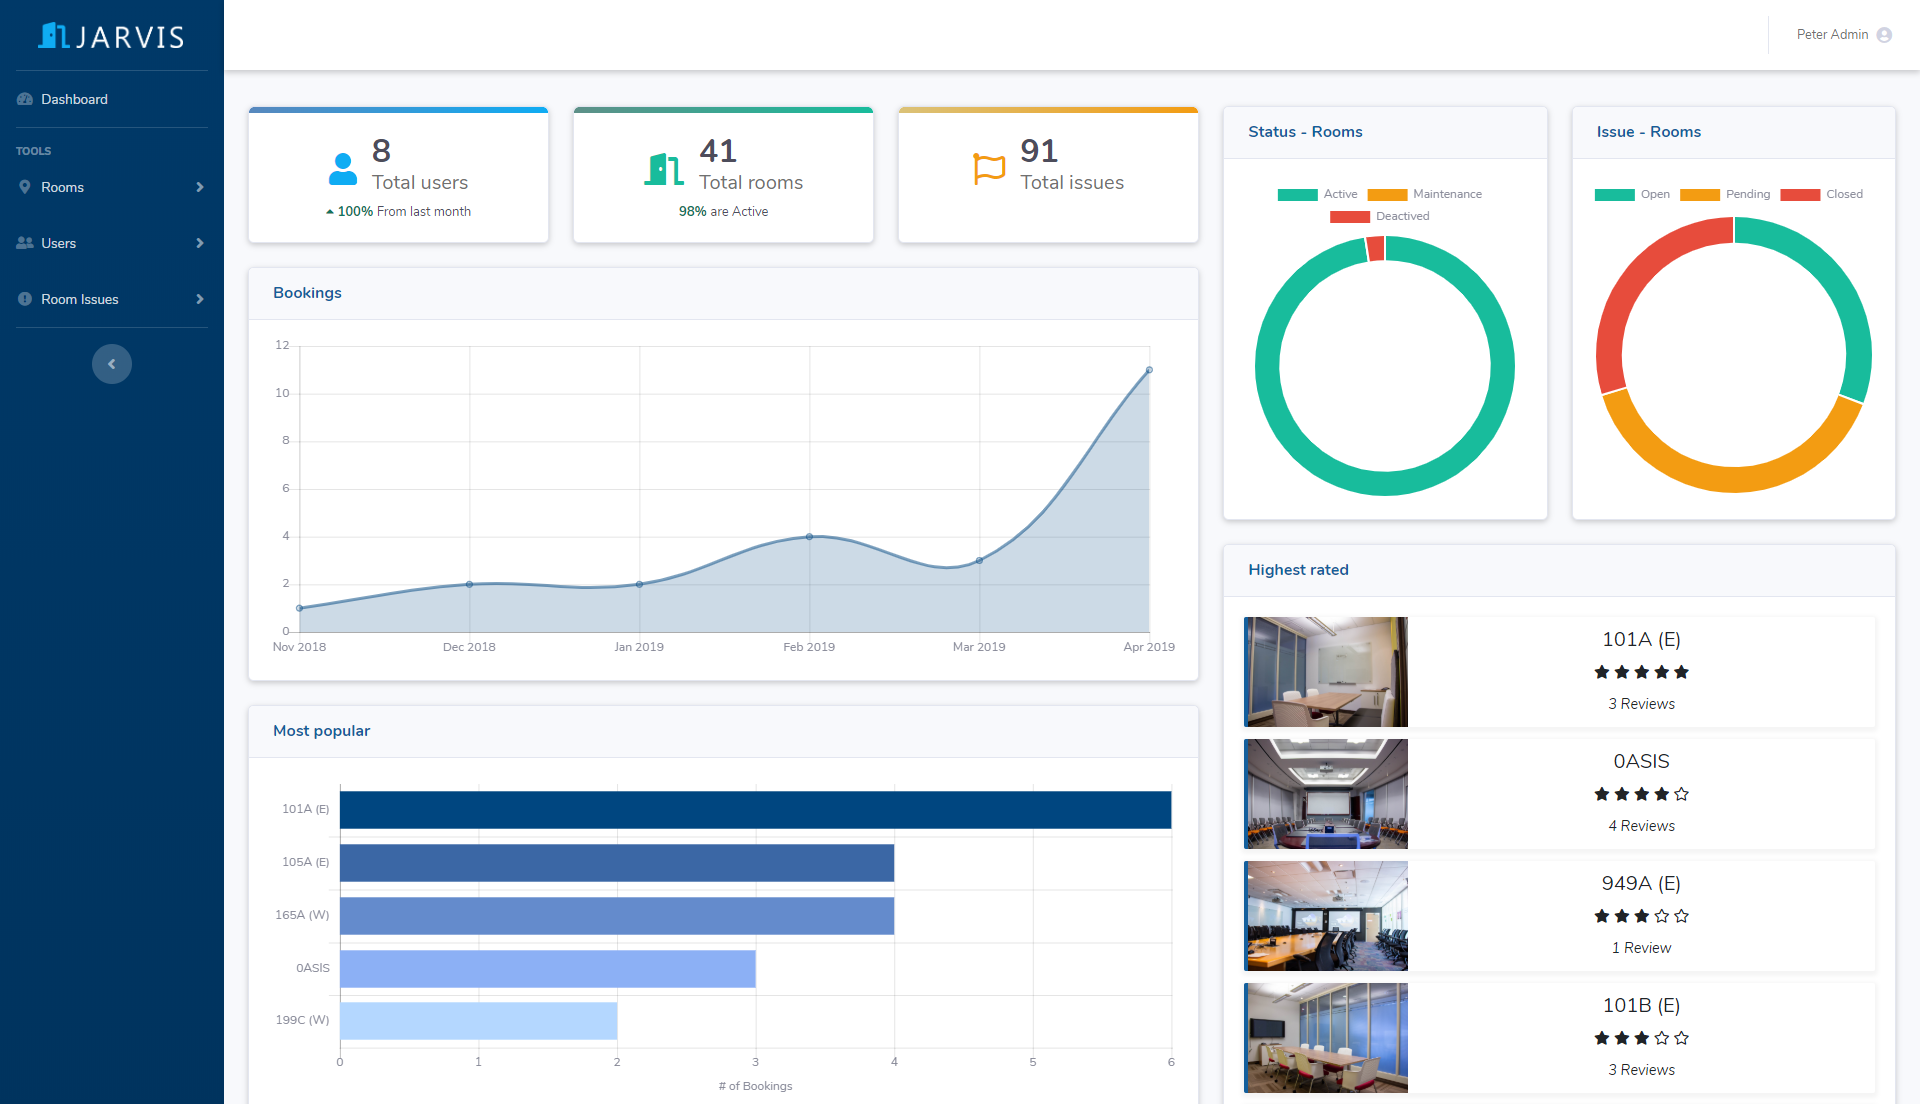 JARVIS
Peter Admin
Dashboard
TOOLS
Rooms
Users
Room Issues
8
Total users
100% From last month
41
Total rooms
98% are Active
91
Total issues
Status - Rooms
Active
Maintenance
Deactived
Issue - Rooms
Open
Pending
Closed
Bookings
12
10
8
6
4
2
0
Nov 2018
Dec 2018
Jan 2019
Feb 2019
Mar 2019
Apr 2019
Most popular
101A (E)
105A (E)
165A (W)
0ASIS
199C (W)
0
1
2
3
4
5
6
# of Bookings
Highest rated
101A (E)
3 Reviews
0ASIS
4 Reviews
949A (E)
1 Review
101B (E)
3 Reviews